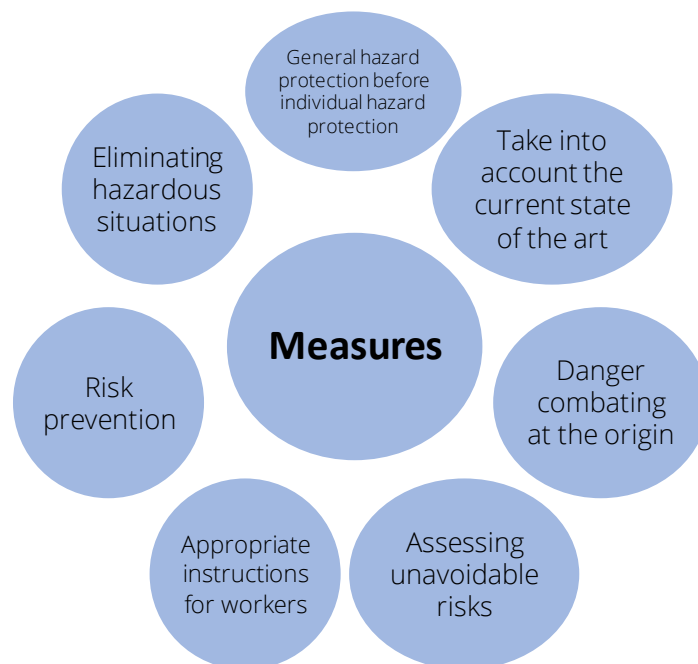 General hazard
protection before
individual hazard
protection
Take into
account the
current state
of the art
Eliminating
hazardous
situations
Measures
Danger
combating
at the origin
Risk
prevention
Assessing
unavoidable
risks
Appropriate
instructions
for workers